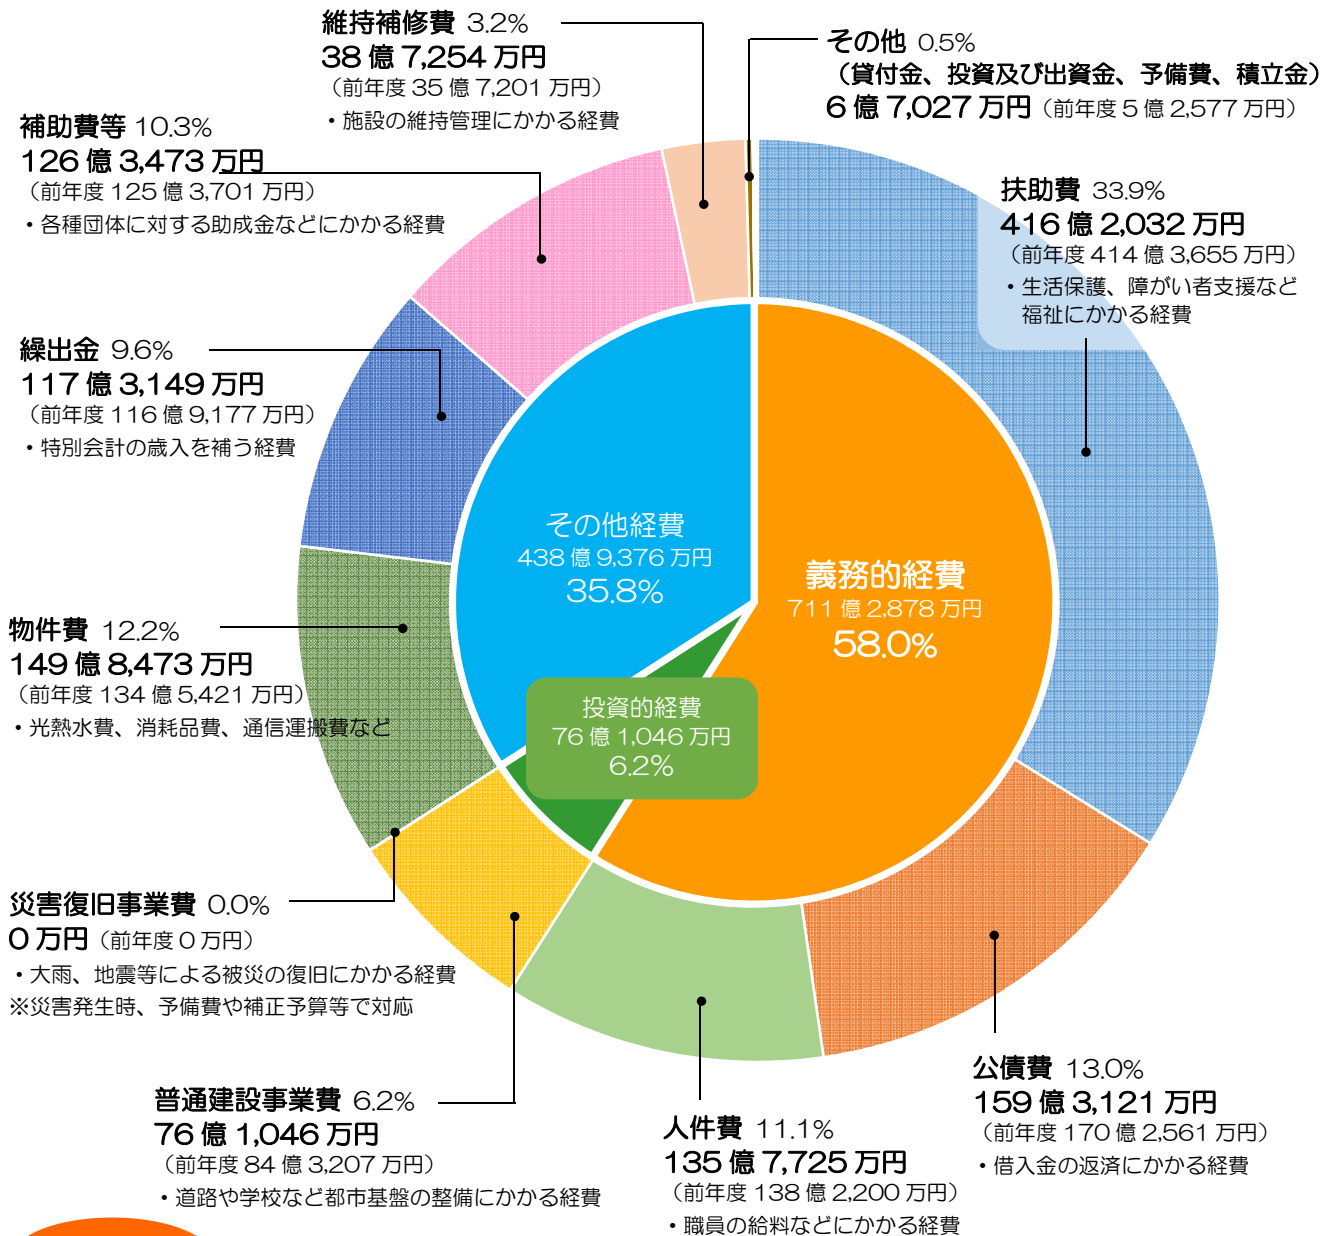 維持補修費 3.2%
38億7,254万円
（前年度35億7,201万円）
・施設の維持管理にかかる経費
その他 0.5%
（貸付金、投資及び出資金、予備費、積立金）
6億7,027万円（前年度5億2,577万円）
補助費等 10.3%
126億3,473万円
（前年度125億3,701万円）
・各種団体に対する助成金などにかかる経費
扶助費 33.9%
416億2,032万円
（前年度414億3,655万円）
・生活保護、障がい者支援など
福祉にかかる経費
繰出金 9.6%
117億3,149万円
（前年度116億9,177万円）
・特別会計の歳入を補う経費
その他経費
438億9,376万円
35.8%
義務的経費
711億2,878万円
58.0%
物件費 12.2%
149億8,473万円
（前年度134億5,421万円）
・光熱水費、消耗品費、通信運搬費など
投資的経費
76億1,046万円
6.2%
災害復旧事業費 0.0%
0万円（前年度0万円）
・大雨、地震等による被災の復旧にかかる経費
※災害発生時、予備費や補正予算等で対応
普通建設事業費 6.2%
76億1,046万円
（前年度84億3,207万円）
・道路や学校など都市基盤の整備にかかる経費
人件費 11.1%
135億7,725万円
（前年度138億2,200万円）
・職員の給料などにかかる経費
公債費 13.0%
159億3,121万円
（前年度170億2,561万円）
・借入金の返済にかかる経費